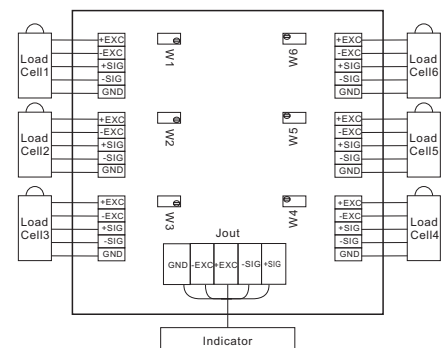 Load Cell1
+EXC
-EXC
+SIG
-SIG
GND
W1
W6
+EXC
-EXC
+SIG
-SIG
GND
Load Cell6
Load Cell2
+EXC
-EXC
+SIG
-SIG
GND
W2
W5
+EXC
-EXC
+SIG
-SIG
GND
Load Cell5
Load Cell3
+EXC
-EXC
+SIG
-SIG
GND
W3
W4
+EXC
-EXC
+SIG
-SIG
GND
Load Cell4
Jout
GND -EXC +EXC -SIG +SIG
Indicator